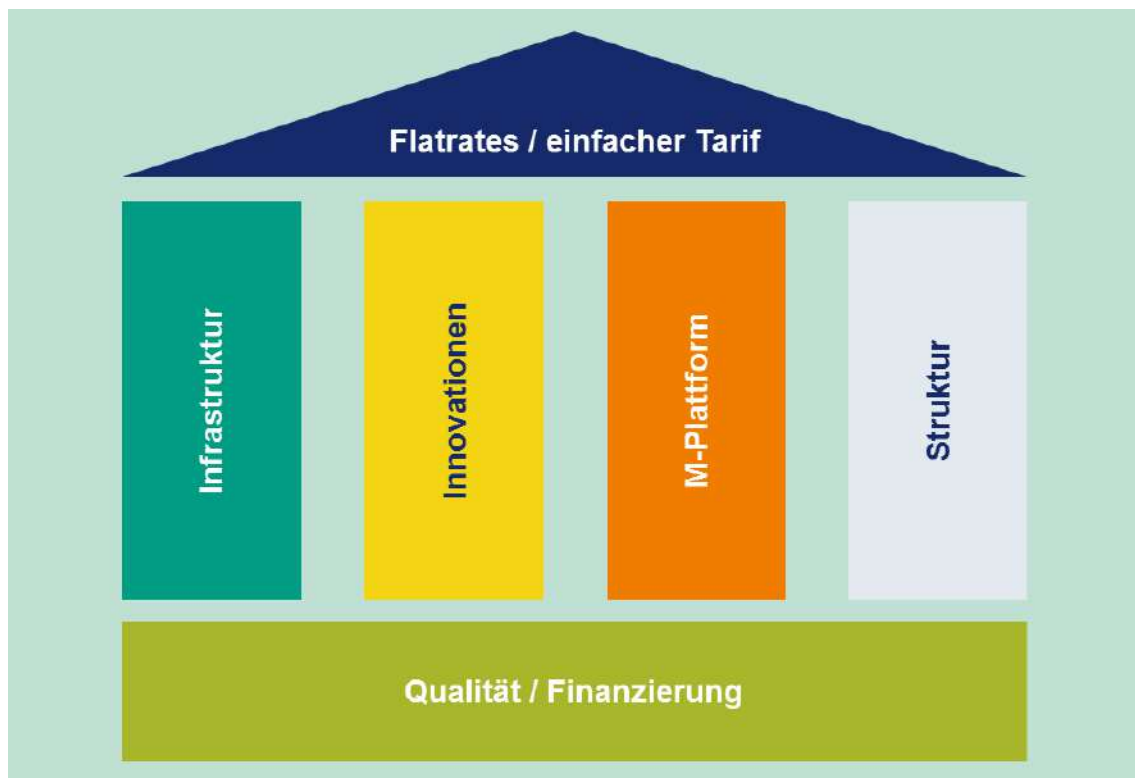 Flatrates / einfacher Tarif
Infrastruktur
Innovationen
M-Plattform
Struktur
Qualität / Finanzierung